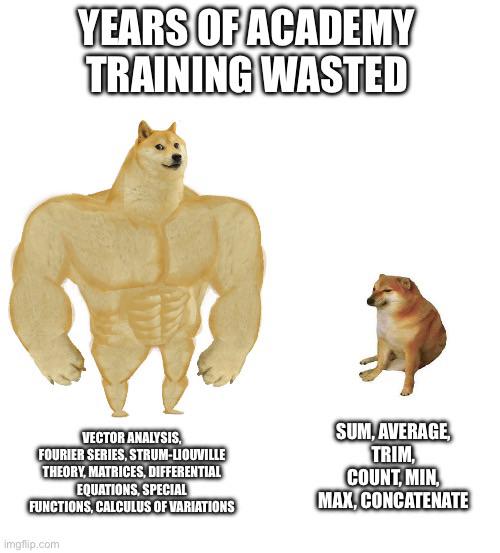 YEARS OF ACADEMY
TRAINING WASTED
VECTOR ANALYSIS,
FOURIER SERIES, STRUM-LIOUVILLE
THEORY, MATRICES, DIFFERENTIAL
EQUATIONS, SPECIAL
FUNCTIONS, CALCULUS OF VARIATIONS
SUM, AVERAGE,
TRIM,
COUNT, MIN,
MAX, CONCATENATE
imgflip.com